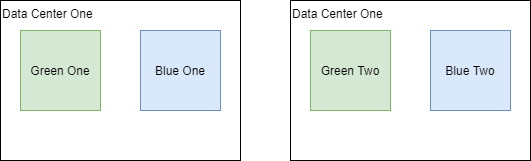 Data Center One
Green One
Blue One
Data Center One
Green Two
Blue Two